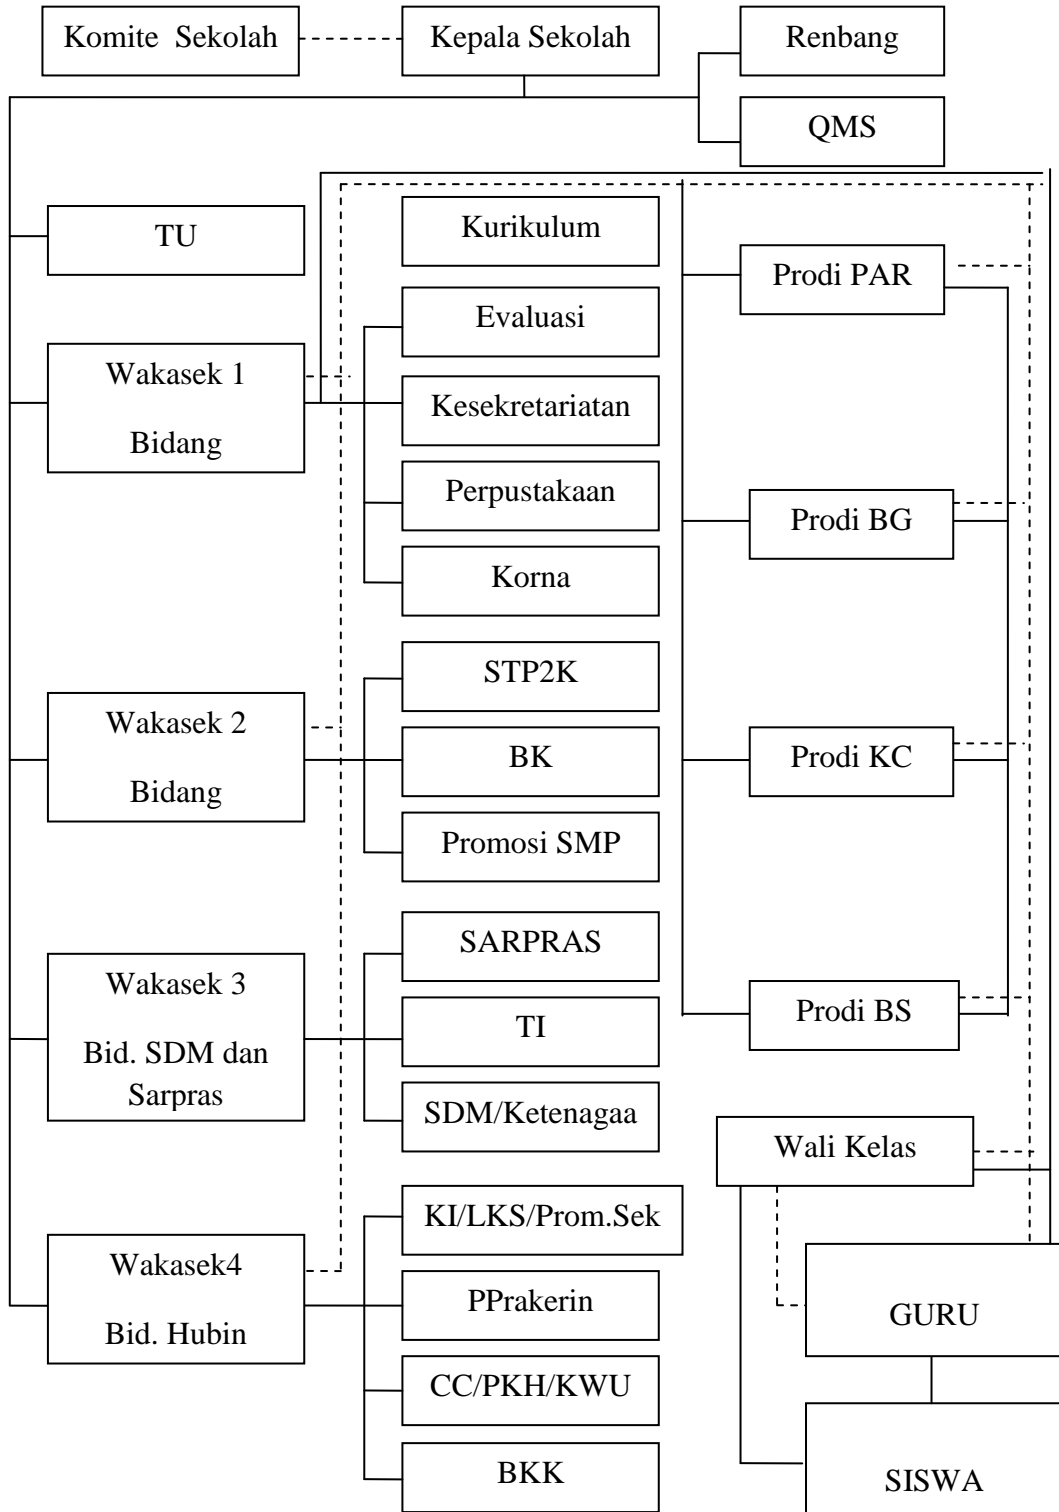 Komite  Sekolah
Kepala Sekolah
Renbang
QMS
TU
Kurikulum
Prodi PAR
Evaluasi
Wakasek 1
Bidang
Kesekretariatan
Perpustakaan
Prodi BG
Korna
STP2K
Wakasek 2
Bidang
BK
Prodi KC
Promosi SMP
SARPRAS
Wakasek 3
Bid. SDM dan
Sarpras
TI
Prodi BS
SDM/Ketenagaa
Wali Kelas
KI/LKS/Prom.Sek
Wakasek4
Bid. Hubin
PPrakerin
GURU
CC/PKH/KWU
BKK
SISWA